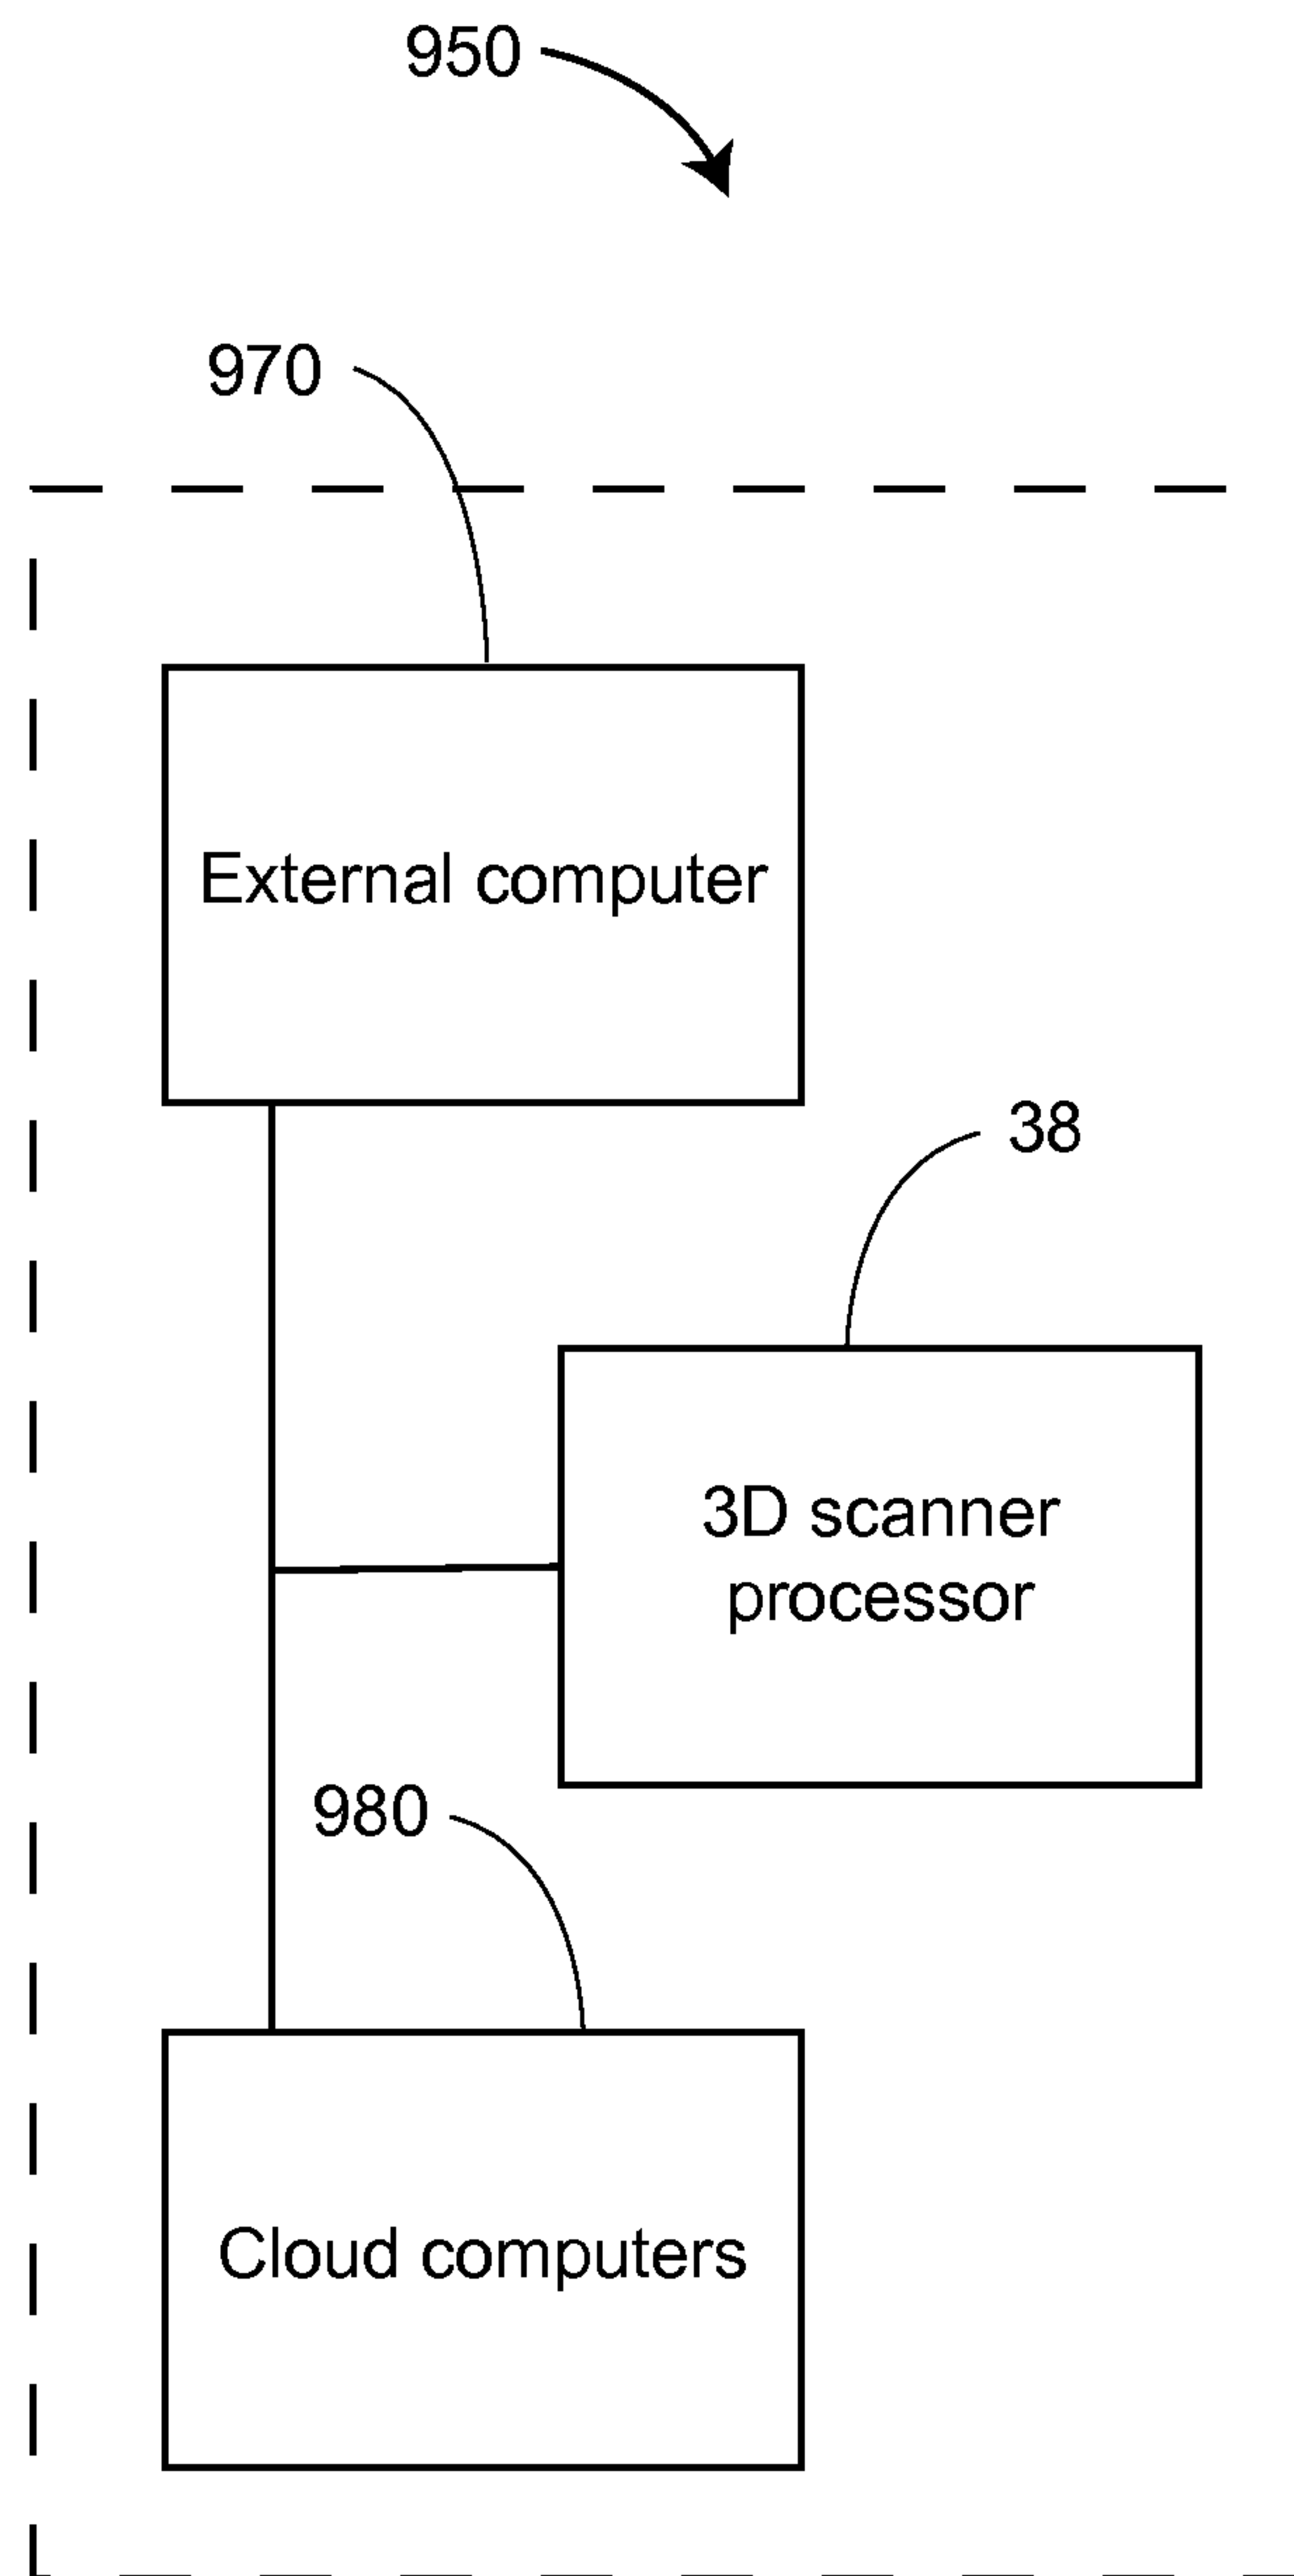 950
970
External computer
38
3D scanner
processor
980
Cloud computers